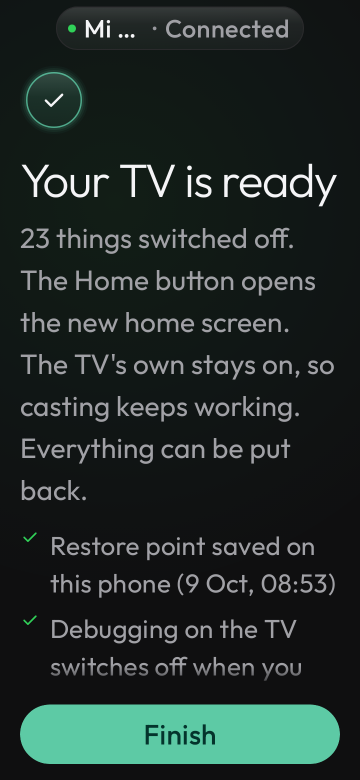 Mi ... · Connected
Your TV is ready
23 things switched off.
The Home button opens
the new home screen.
The TV's own stays on, so
casting keeps working.
Everything can be put
back.
Restore point saved on
this phone (9 Oct, 08:53)
Debugging on the TV
switches off when you
Finish